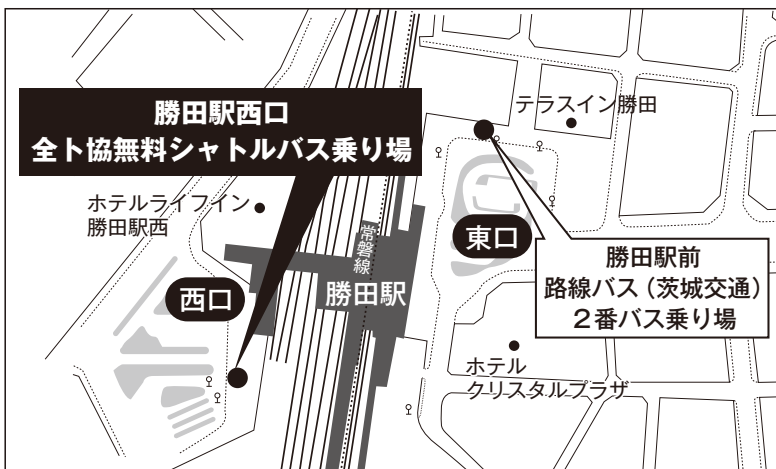 勝田駅西口
全ト協無料シャトルバス乗り場
テラスイン勝田
ホテルライフイン
勝田駅西
常磐線
東口
西口
勝田駅
勝田駅前
路線バス（茨城交通）
２番バス乗り場
ホテル
クリスタルプラザ